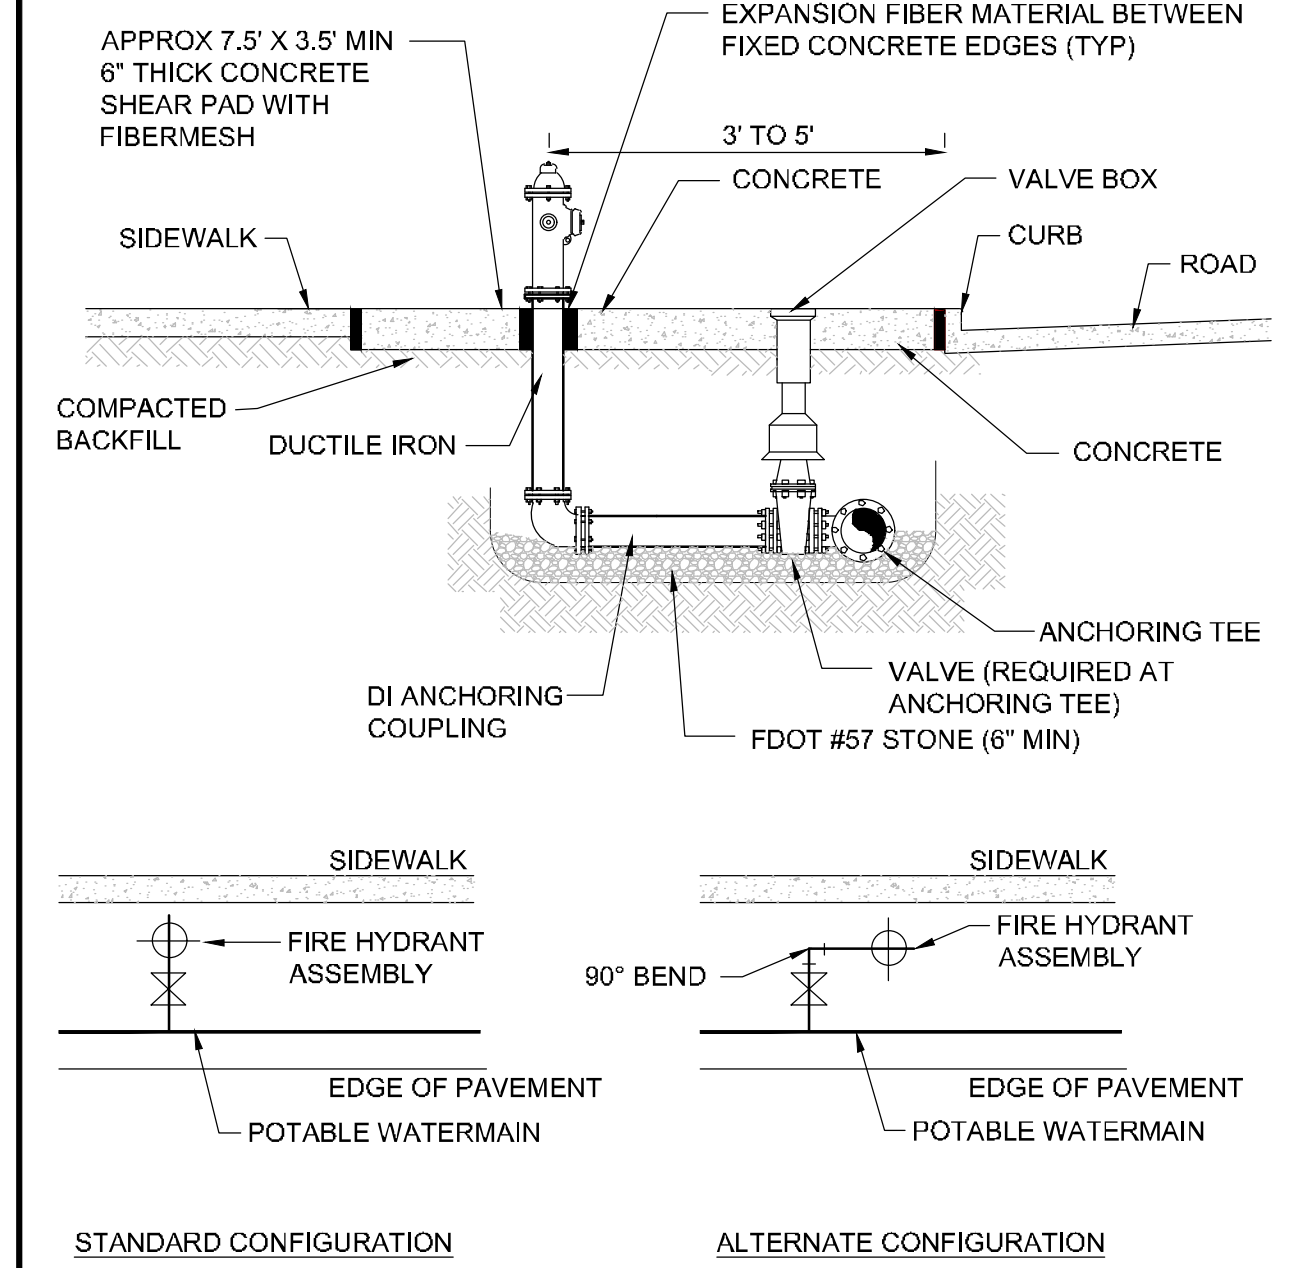 EXPANSION FIBER MATERIAL BETWEEN
FIXED CONCRETE EDGES (TYP)
APPROX 7.5' X 3.5' MIN
6" THICK CONCRETE
SHEAR PAD WITH
FIBERMESH
3' TO 5'
CONCRETE
VALVE BOX
SIDEWALK
CURB
ROAD
COMPACTED
BACKFILL
DUCTILE IRON
CONCRETE
ANCHORING TEE
VALVE (REQUIRED AT
ANCHORING TEE)
DI ANCHORING
COUPLING
FDOT #57 STONE (6" MIN)
SIDEWALK
FIRE HYDRANT
ASSEMBLY
EDGE OF PAVEMENT
POTABLE WATERMAIN
STANDARD CONFIGURATION
SIDEWALK
FIRE HYDRANT
ASSEMBLY
90° BEND
EDGE OF PAVEMENT
POTABLE WATERMAIN
ALTERNATE CONFIGURATION